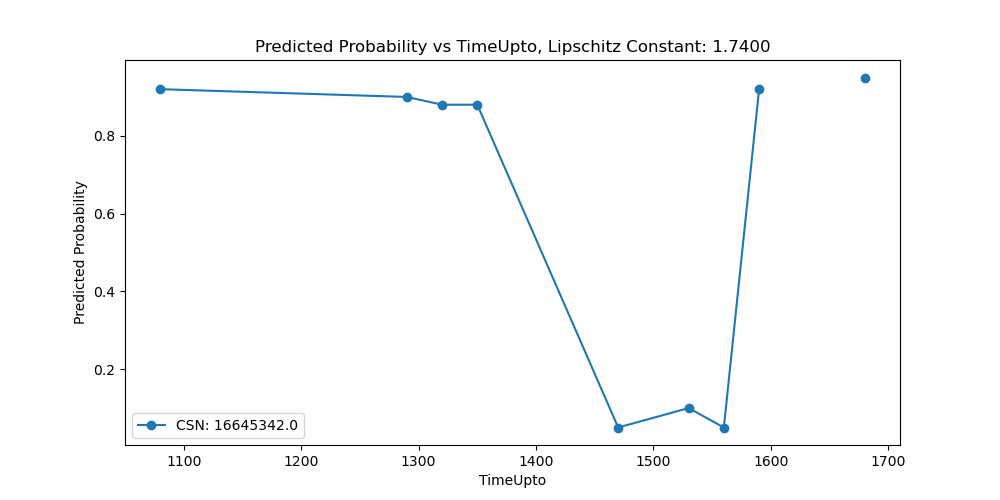 Predicted Probability vs TimeUpto, Lipschitz Constant: 1.7400
0.8
0.6
0.4
0.2
Predicted Probability
CSN: 16645342.0
1100 1200 1300 1400 1500 1600 1700
TimeUpto